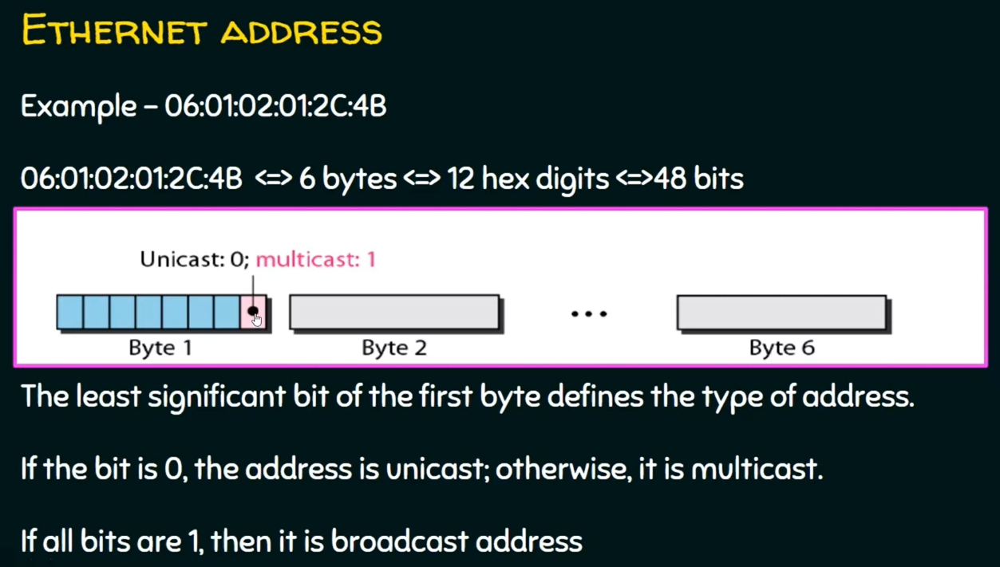 ETHERNET ADDRESS
Example – 06:01:02:01:2C:4B
06:01:02:01:2C:4B <=> 6 bytes <=> 12 hex digits <=>48 bits
Unicast: 0; multicast: 1
...
Byte 1 Byte 2 Byte 6
The least significant bit of the first byte defines the type of address.
If the bit is 0, the address is unicast; otherwise, it is multicast.
If all bits are 1, then it is broadcast address